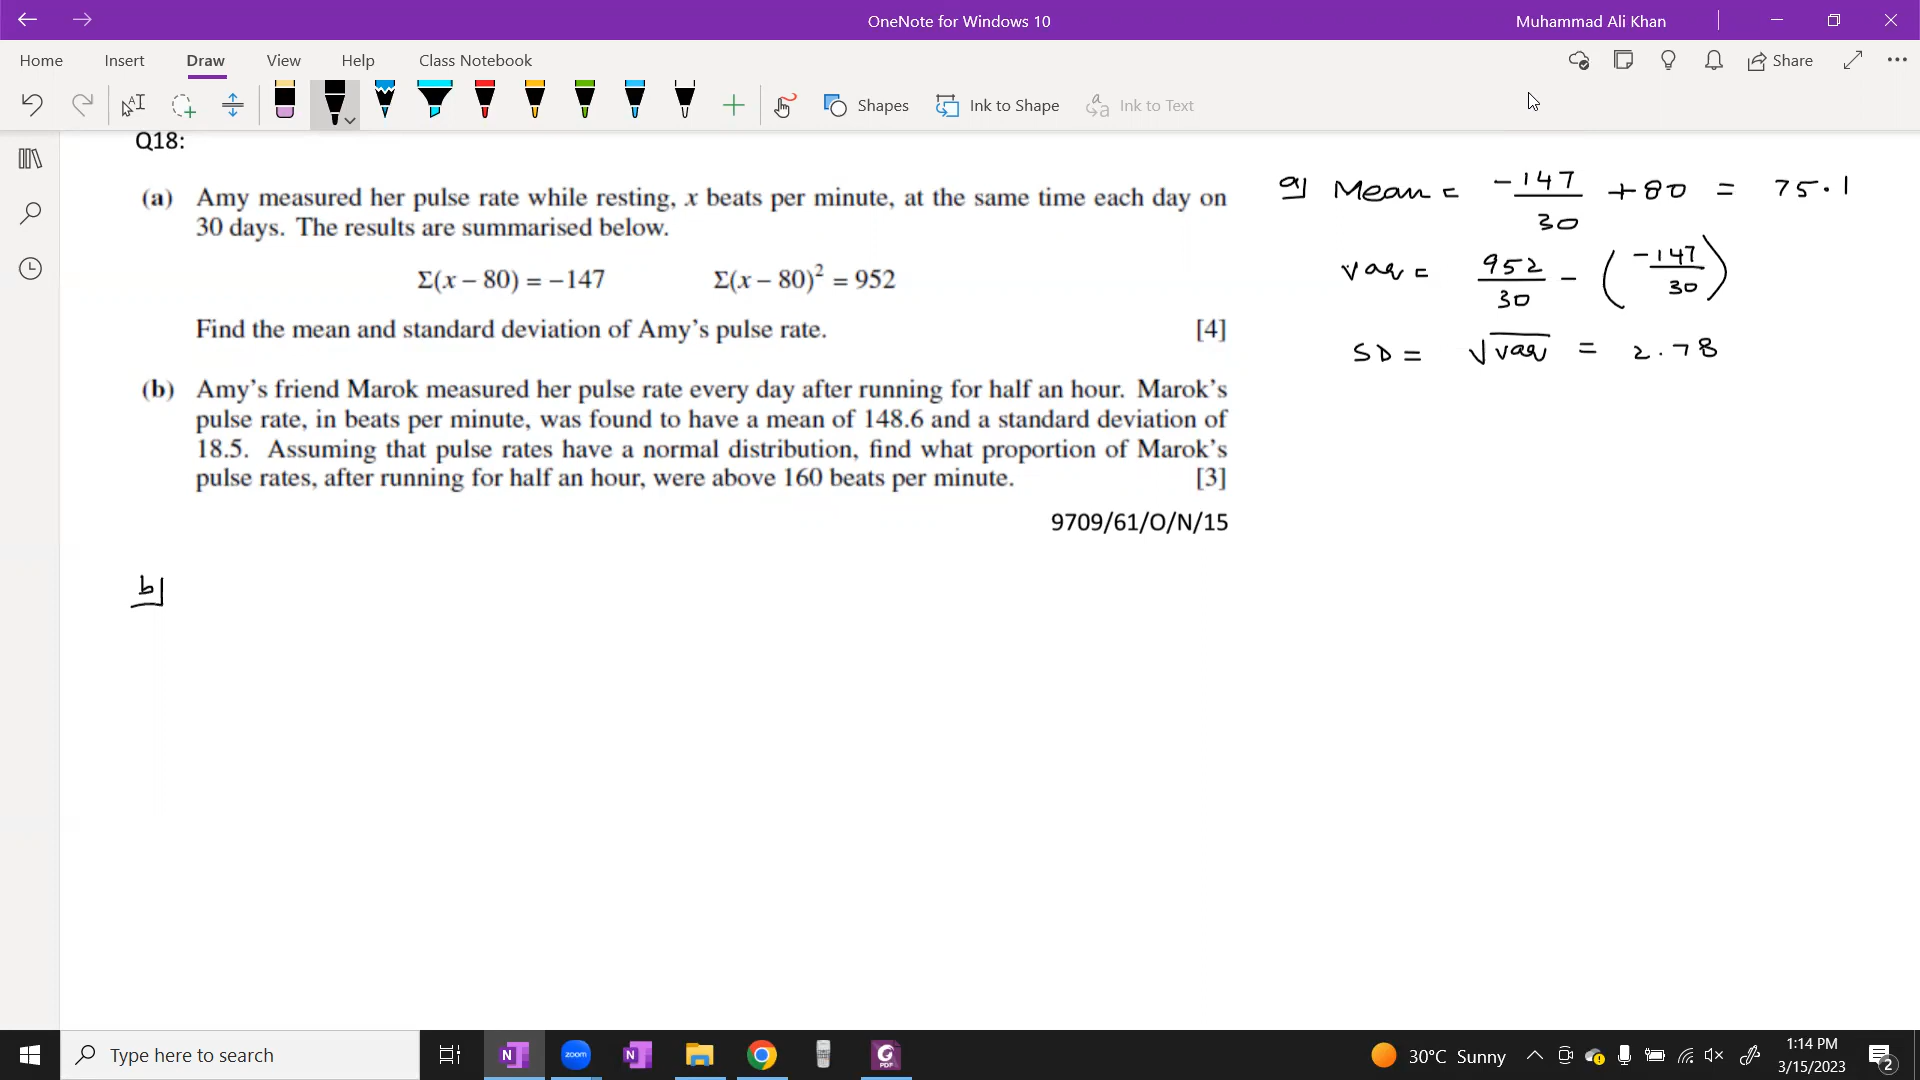 OneNote for Windows 10
Muhammad Ali Khan
Home Insert Draw View Help Class Notebook
Share
Shapes
Ink to Shape
Ink to Text
Q18:
(a) Amy measured her pulse rate while resting, x beats per minute, at the same time each day on
30 days. The results are summarised below.
Σ(x – 80) = –147 Σ(x – 80)² = 952
Find the mean and standard deviation of Amy's pulse rate. [4]
(b) Amy's friend Marok measured her pulse rate every day after running for half an hour. Marok's
pulse rate, in beats per minute, was found to have a mean of 148.6 and a standard deviation of
18.5. Assuming that pulse rates have a normal distribution, find what proportion of Marok's
pulse rates, after running for half an hour, were above 160 beats per minute. [3]
9709/61/O/N/15
a) Mean = -147/30 + 80 = 75.1
var = 952/30 - (-147/30)
SD = √var = 2.78
b)
Type here to search
zoom
PDF
30°C Sunny
1:14 PM
3/15/2023
2